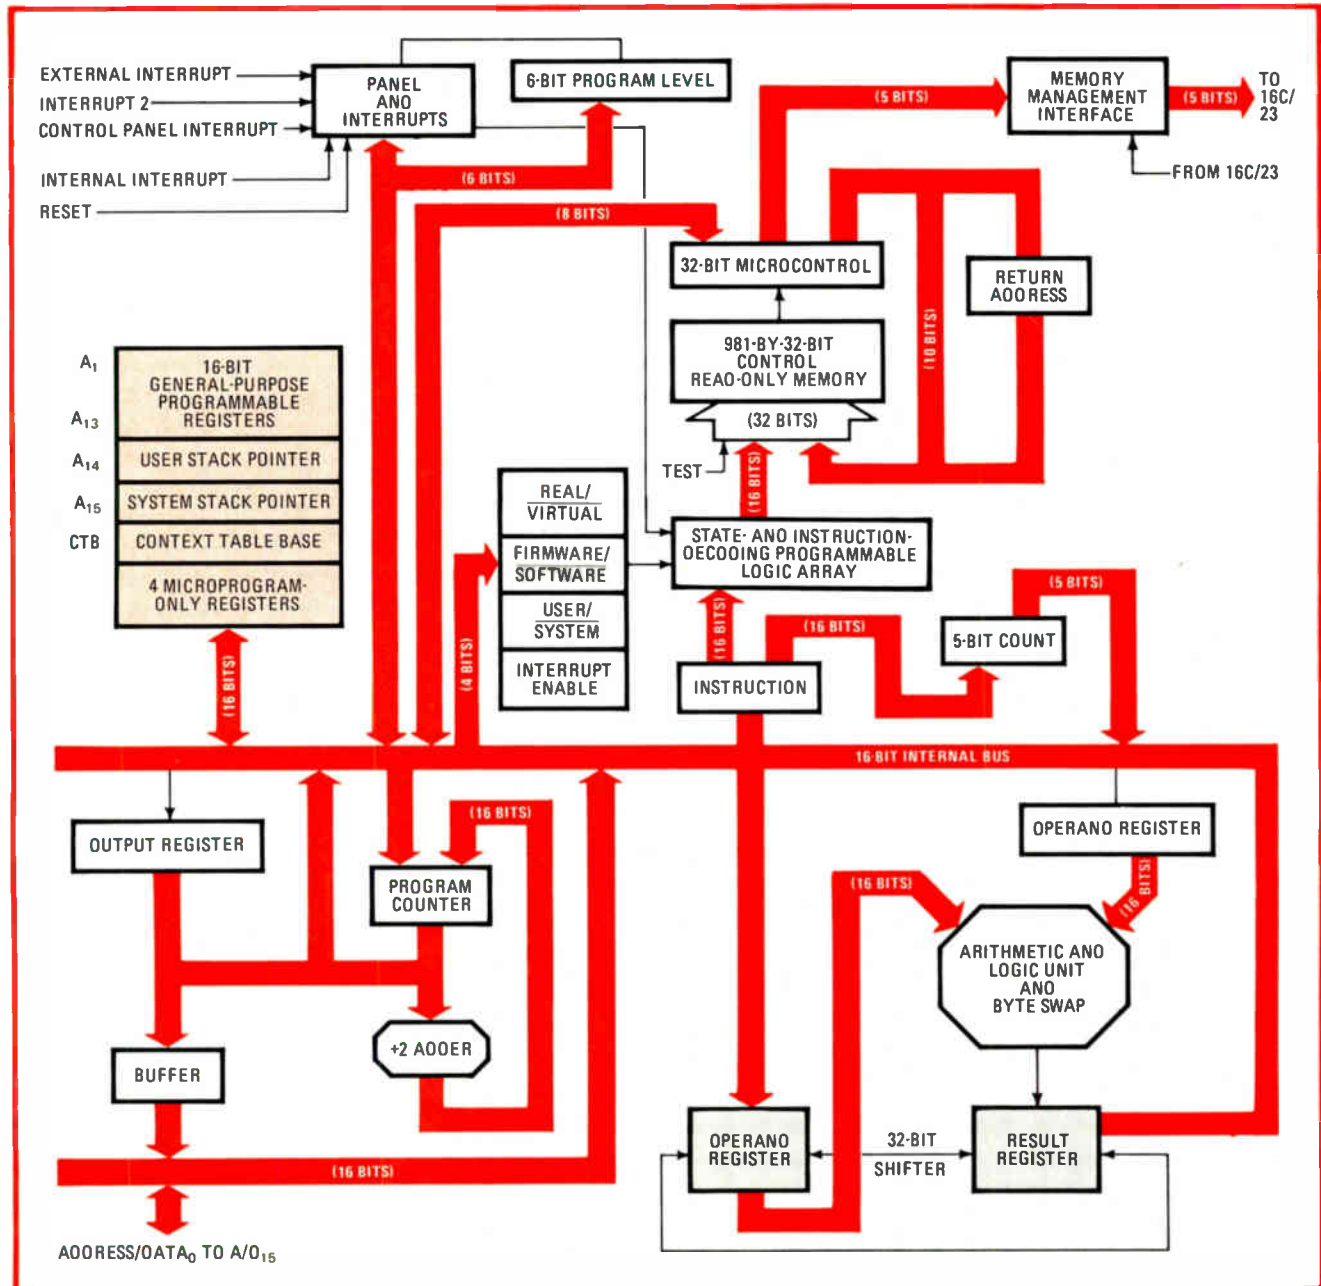 EXTERNAL INTERRUPT
INTERRUPT 2
CONTROL PANEL INTERRUPT
INTERNAL INTERRUPT
RESET
PANEL
AND
INTERRUPTS
6-BIT PROGRAM LEVEL
(6 BITS)
(8 BITS)
(5 BITS)
MEMORY
MANAGEMENT
INTERFACE
(5 BITS)
TO
16C/
23
FROM 16C/23
32-BIT MICROCONTROL
RETURN
AOORESS
(10 BITS)
981-BY-32-BIT
CONTROL
REAO-ONLY MEMORY
(32 BITS)
TEST
(16 BITS)
A1
A13
A14
A15
CTB
16-BIT
GENERAL-PURPOSE
PROGRAMMABLE
REGISTERS
USER STACK POINTER
SYSTEM STACK POINTER
CONTEXT TABLE BASE
4 MICROPROGRAM-
ONLY REGISTERS
(16 BITS)
REAL/
VIRTUAL
FIRMWARE/
SOFTWARE
USER/
SYSTEM
INTERRUPT
ENABLE
(4 BITS)
STATE- ANO INSTRUCTION-
OECOOING PROGRAMMABLE
LOGIC ARRAY
(16 BITS)
(16 BITS)
INSTRUCTION
5-BIT COUNT
(5 BITS)
16-BIT INTERNAL BUS
OUTPUT REGISTER
PROGRAM
COUNTER
(16 BITS)
+2 AOOER
BUFFER
(16 BITS)
AOORESS/OATA0 TO A/O15
OPERANO REGISTER
(16 BITS)
(16 BITS)
ARITHMETIC ANO
LOGIC UNIT
AND
BYTE SWAP
OPERANO
REGISTER
32-BIT
SHIFTER
RESULT
REGISTER